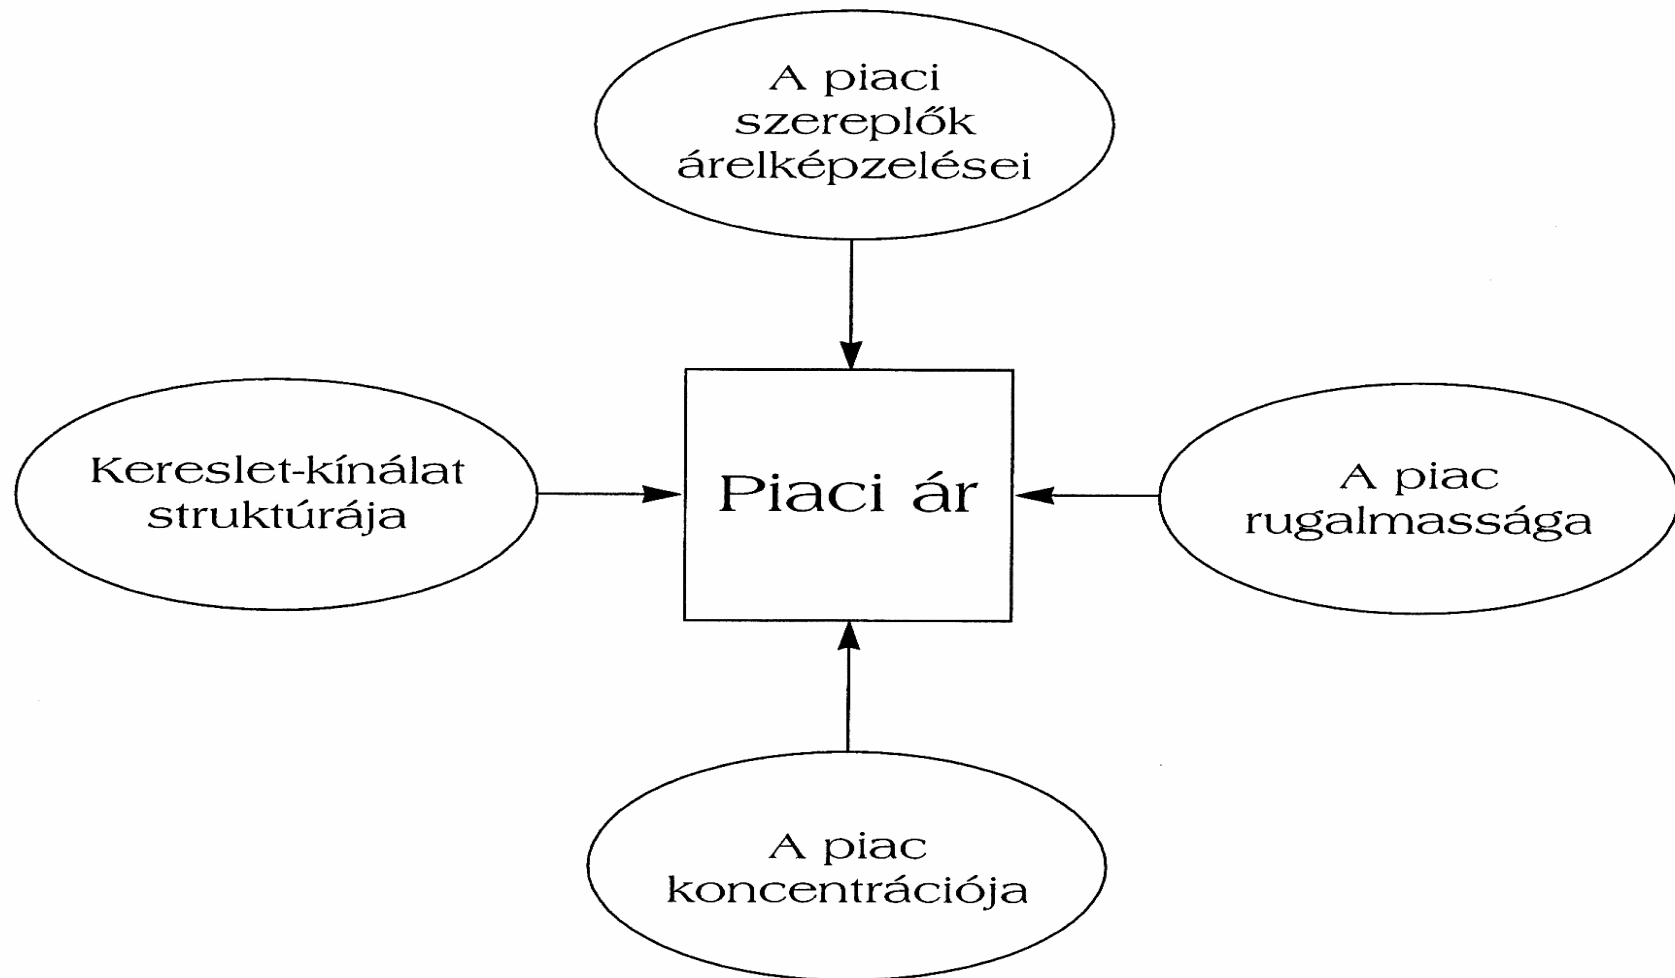 A piaci
szereplők
árelképzelései
Kereslet-kínálat
struktúrája
Piaci ár
A piac
rugalmassága
A piac
koncentrációja